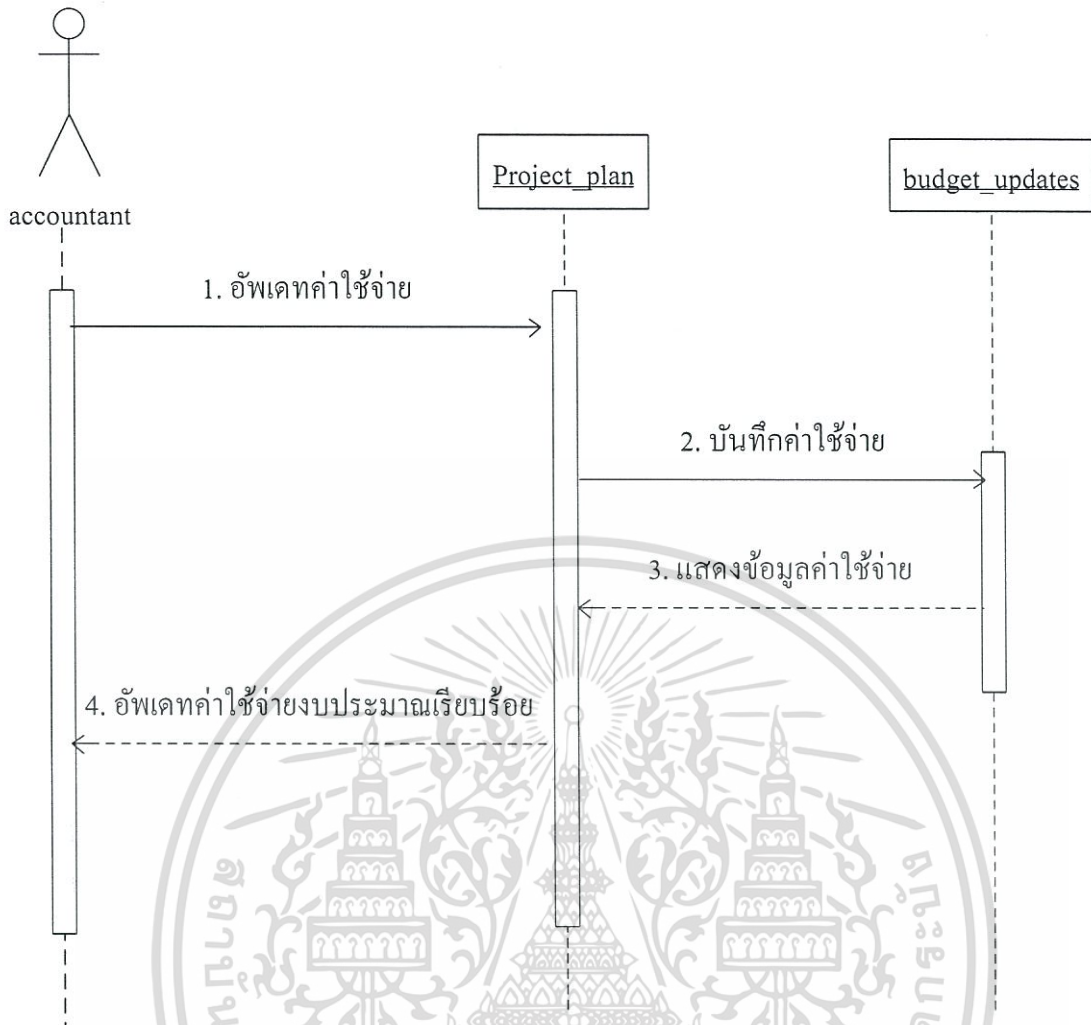 Project_plan
budget_updates
accountant
1. อัพเดทค่าใช้จ่าย
2. บันทึกค่าใช้จ่าย
3. แสดงข้อมูลค่าใช้จ่าย
4. อัพเดทค่าใช้จ่ายงบประมาณเรียบร้อย